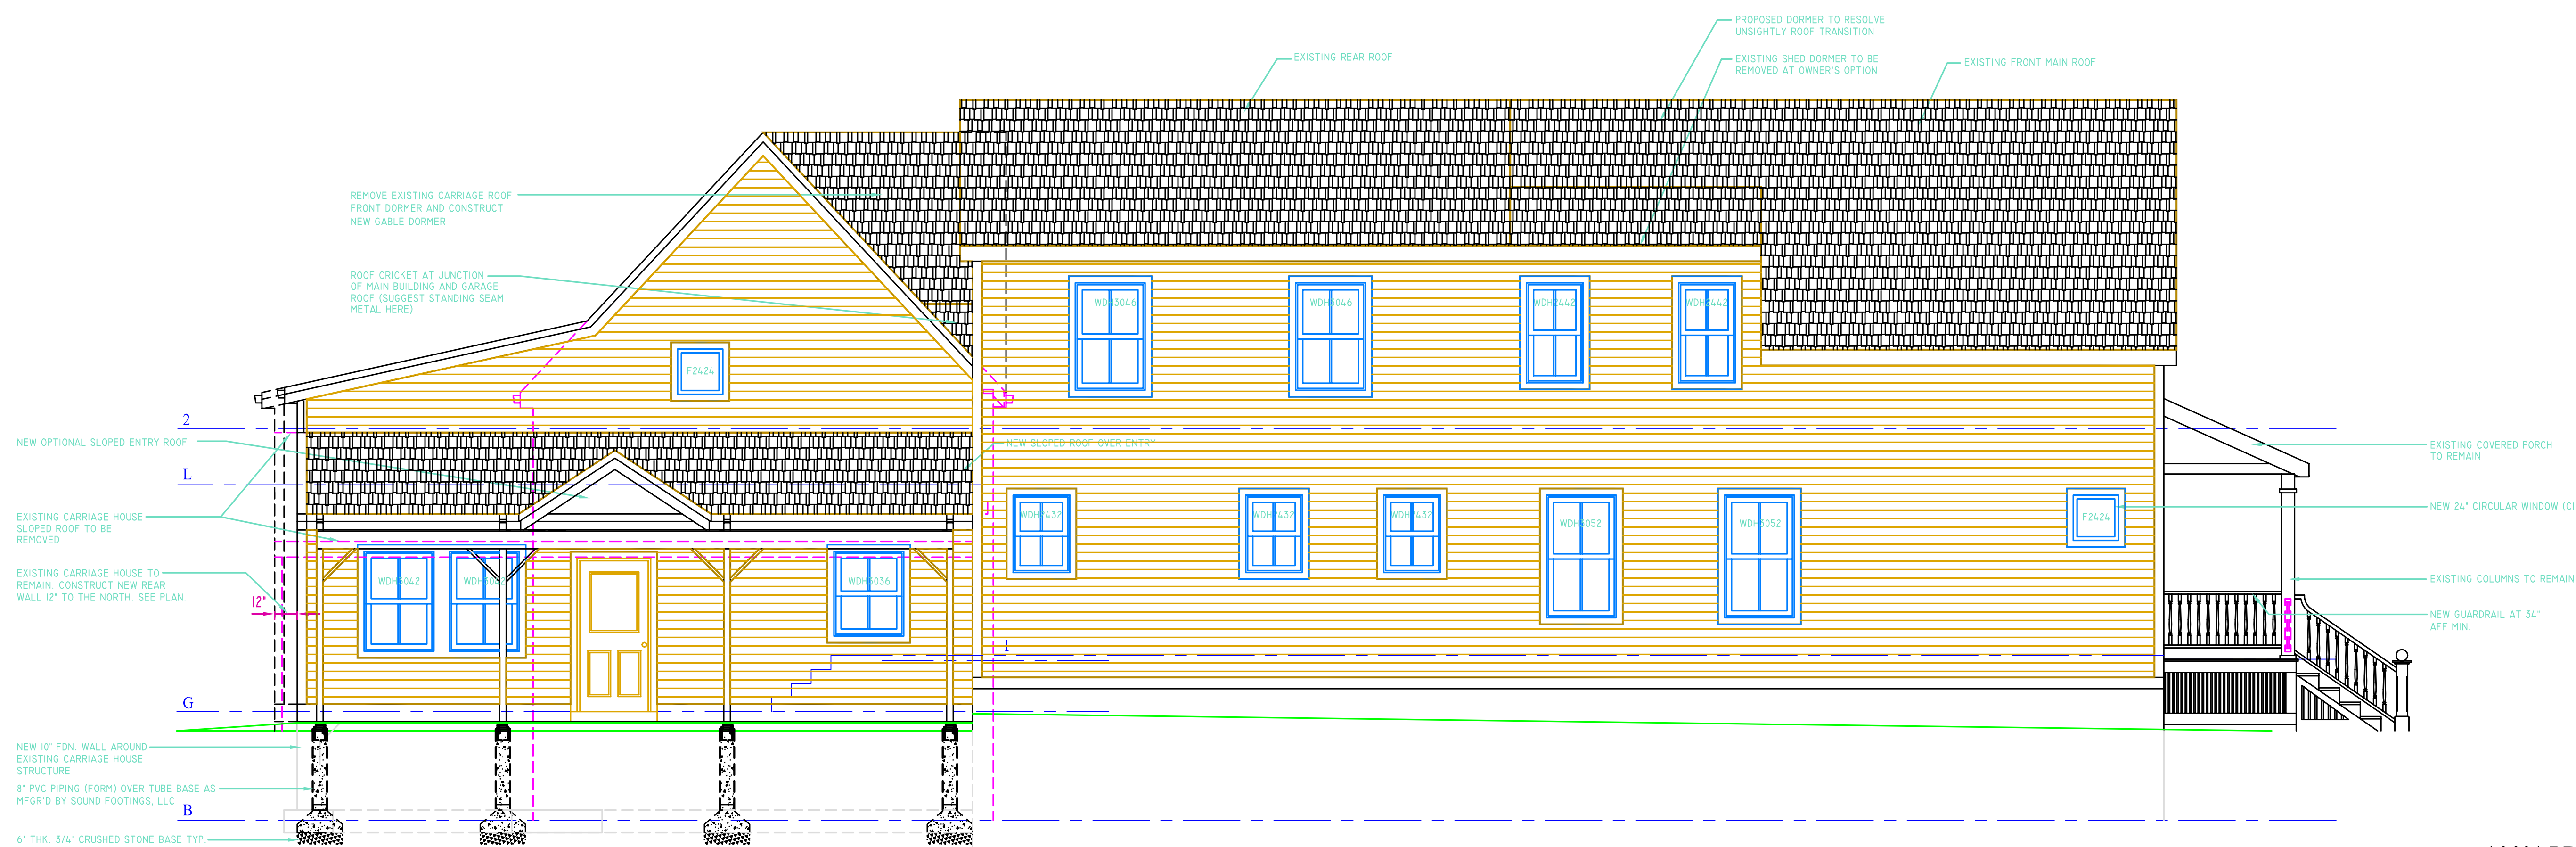 PROPOSED DORMER TO RESOLVE
UNSIGHTLY ROOF TRANSITION
EXISTING REAR ROOF
EXISTING SHED DORMER TO BE
REMOVED AT OWNER'S OPTION
EXISTING FRONT MAIN ROOF
REMOVE EXISTING CARRIAGE ROOF
FRONT DORMER AND CONSTRUCT
NEW GABLE DORMER
ROOF CRICKET AT JUNCTION
OF MAIN BUILDING AND GARAGE
ROOF (SUGGEST STANDING SEAM
METAL HERE)
WDH3046
WDH3046
WDH2442
WDH2442
F2424
2
NEW OPTIONAL SLOPED ENTRY ROOF
NEW SLOPED ROOF OVER ENTRY
EXISTING COVERED PORCH
TO REMAIN
L
EXISTING CARRIAGE HOUSE
SLOPED ROOF TO BE
REMOVED
WDH2432
WDH2432
WDH2432
WDH3052
WDH3052
F2424
NEW 24" CIRCULAR WINDOW (CI
EXISTING CARRIAGE HOUSE TO
REMAIN. CONSTRUCT NEW REAR
WALL 12" TO THE NORTH. SEE PLAN.
WDH3042
WDH3042
WDH3036
EXISTING COLUMNS TO REMAIN
12"
NEW GUARDRAIL AT 34"
AFF MIN.
1
G
NEW 10" FDN. WALL AROUND
EXISTING CARRIAGE HOUSE
STRUCTURE
8" PVC PIPING (FORM) OVER TUBE BASE AS
MFGR'D BY SOUND FOOTINGS, LLC
B
6" THK. 3/4" CRUSHED STONE BASE TYP.